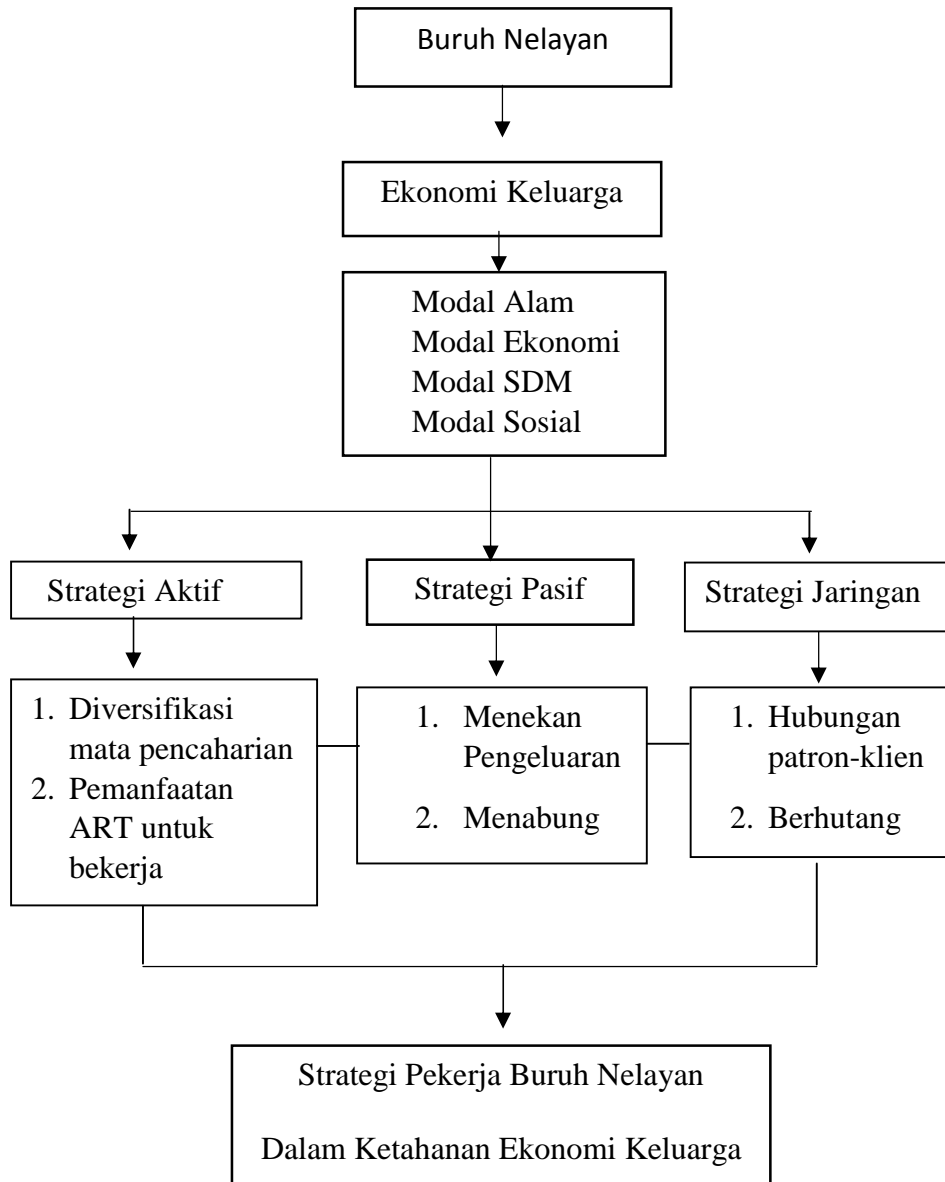 Buruh Nelayan
Ekonomi Keluarga
Modal Alam
Modal Ekonomi
Modal SDM
Modal Sosial
Strategi Aktif
Strategi Pasif
Strategi Jaringan
1. Diversifikasi
mata pencaharian
2. Pemanfaatan
ART untuk
bekerja
1. Menekan
Pengeluaran
2. Menabung
1. Hubungan
patron-klien
2. Berhutang
Strategi Pekerja Buruh Nelayan
Dalam Ketahanan Ekonomi Keluarga